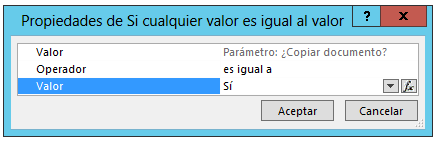 Propiedades de Si cualquier valor es igual al valor ? X
Valor Parámetro: ¿Copiar documento?
Operador es igual a
Valor Sí fx
Aceptar Cancelar